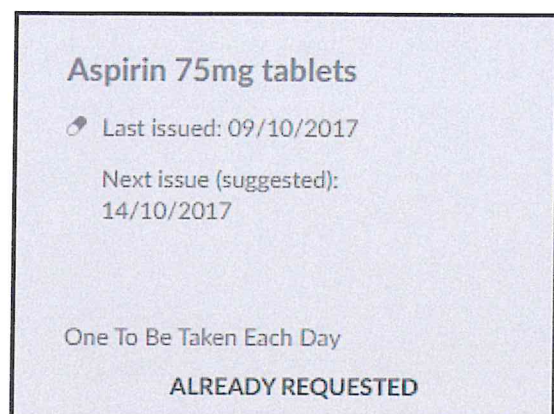 Aspirin 75mg tablets
Last issued: 09/10/2017
Next issue (suggested):
14/10/2017
One To Be Taken Each Day
ALREADY REQUESTED